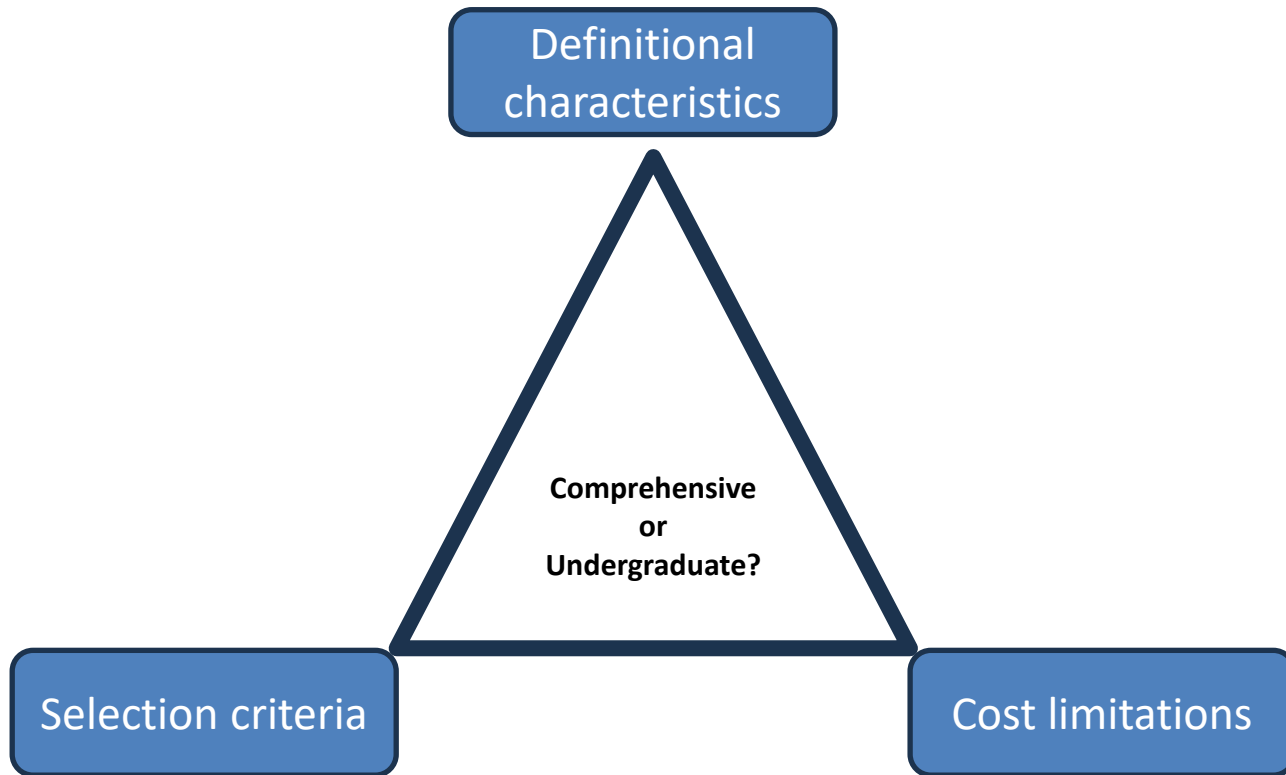 Definitional
characteristics
Comprehensive
or
Undergraduate?
Selection criteria
Cost limitations